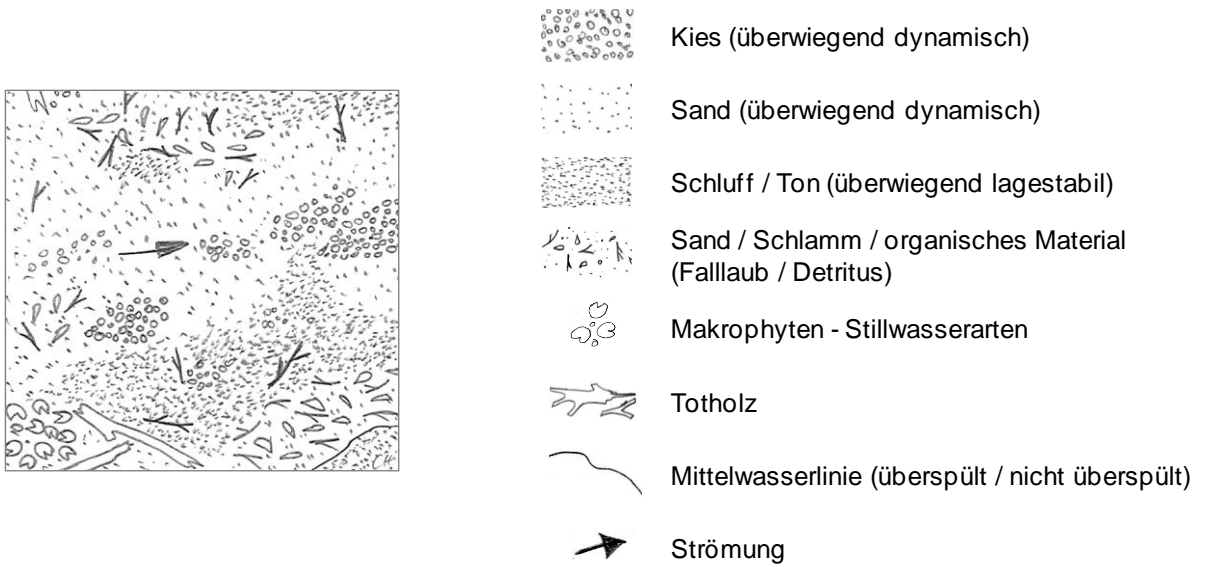 Kies (überwiegend dynamisch)
Sand (überwiegend dynamisch)
Schluff / Ton (überwiegend lagestabil)
Sand / Schlamm / organisches Material
(Falllaub / Detritus)
Makrophyten - Stillwasserarten
Totholz
Mittelwasserlinie (überspült / nicht überspült)
Strömung